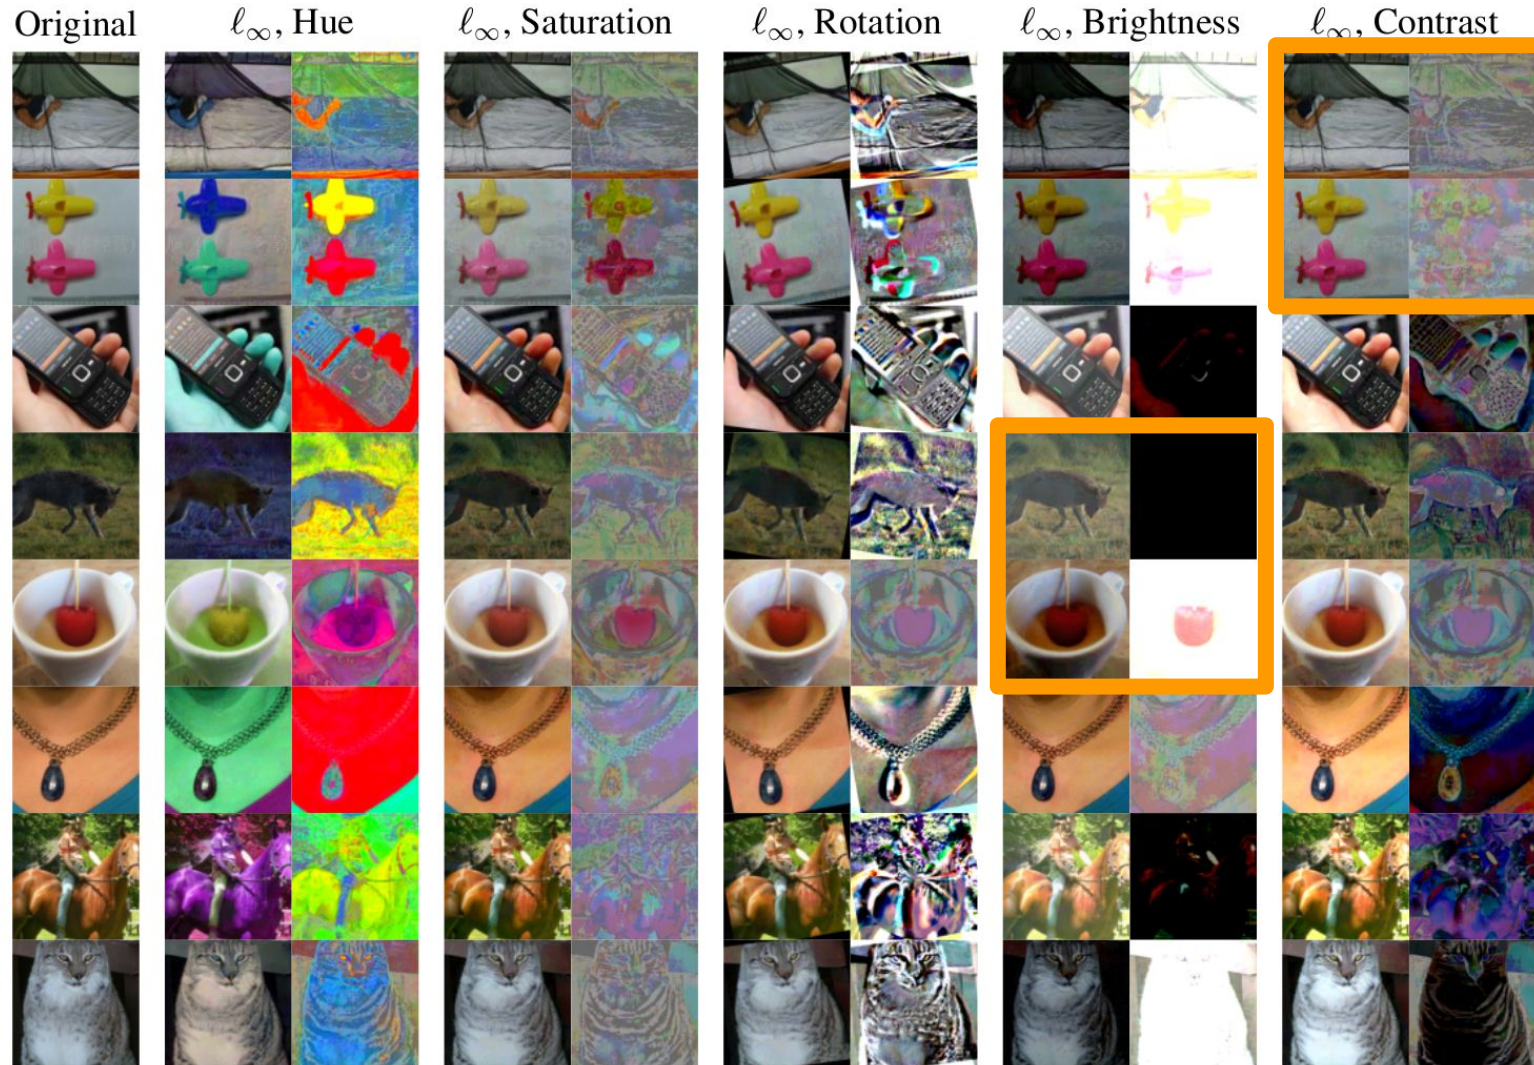 Original ℓ∞, Hue ℓ∞, Saturation ℓ∞, Rotation ℓ∞, Brightness ℓ∞, Contrast